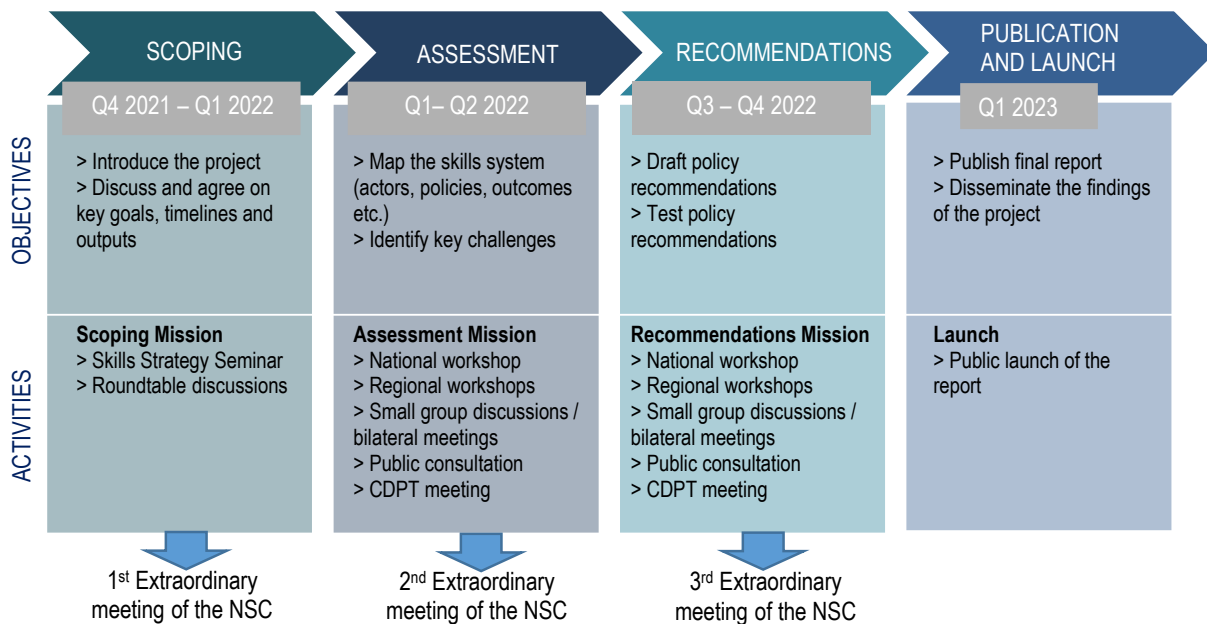 SCOPING
ASSESSMENT
RECOMMENDATIONS
PUBLICATION
AND LAUNCH
Q4 2021 – Q1 2022
Q1– Q2 2022
Q3 – Q4 2022
Q1 2023
OBJECTIVES
> Introduce the project
> Discuss and agree on
key goals, timelines and
outputs
> Map the skills system
(actors, policies, outcomes
etc.)
> Identify key challenges
> Draft policy
recommendations
> Test policy
recommendations
> Publish final report
> Disseminate the findings
of the project
ACTIVITIES
Scoping Mission
> Skills Strategy Seminar
> Roundtable discussions
Assessment Mission
> National workshop
> Regional workshops
> Small group discussions /
bilateral meetings
> Public consultation
> CDPT meeting
Recommendations Mission
> National workshop
> Regional workshops
> Small group discussions /
bilateral meetings
> Public consultation
> CDPT meeting
Launch
> Public launch of the
report
1st Extraordinary
meeting of the NSC
2nd Extraordinary
meeting of the NSC
3rd Extraordinary
meeting of the NSC